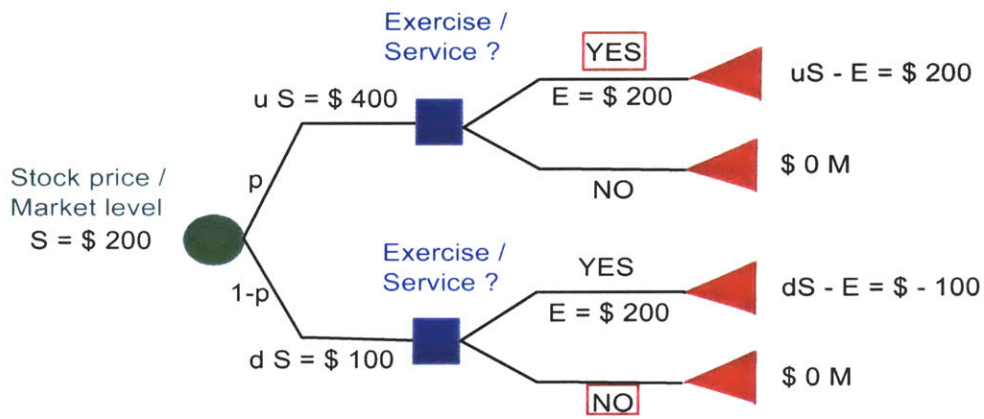 Exercise /
Service ?
YES
uS - E = $ 200
E = $ 200
u S = $ 400
$ 0 M
NO
p
Stock price /
Market level
S = $ 200
Exercise /
Service ?
YES
dS - E = $ - 100
E = $ 200
1-p
d S = $ 100
$ 0 M
NO